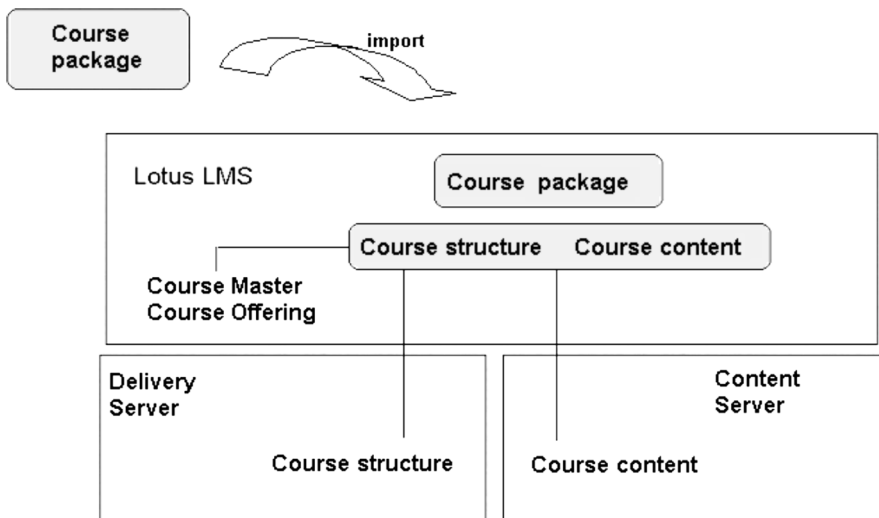 Course
package
import
Lotus LMS
Course package
Course structure Course content
Course Master
Course Offering
Delivery
Server
Content
Server
Course structure
Course content